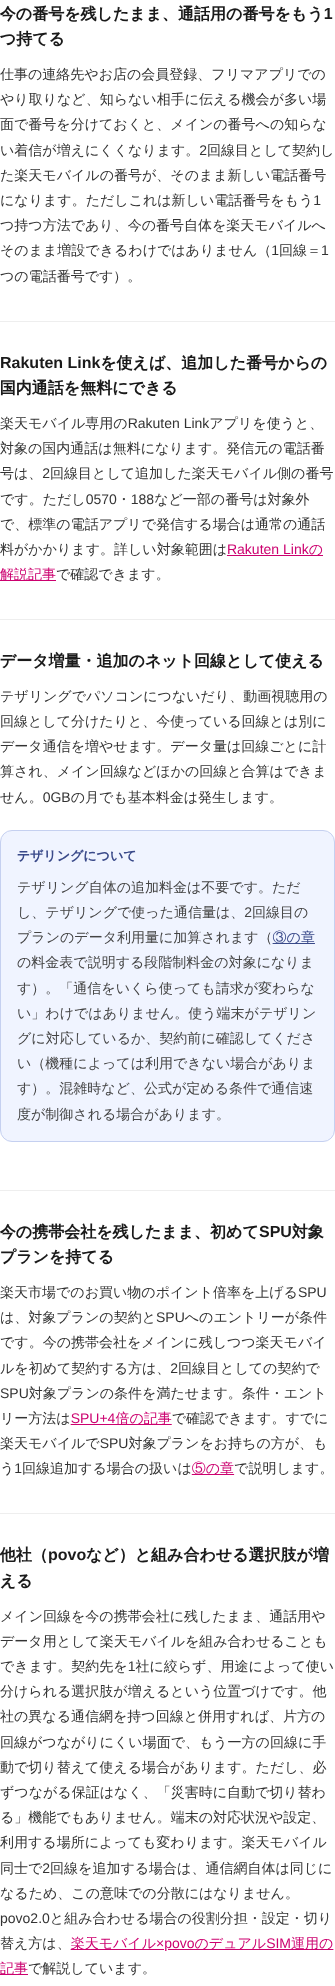 今の番号を残したまま、通話用の番号をもう1
つ持てる
仕事の連絡先やお店の会員登録、フリマアプリでの
やり取りなど、知らない相手に伝える機会が多い場
面で番号を分けておくと、メインの番号への知らな
い着信が増えにくくなります。2回線目として契約し
た楽天モバイルの番号が、そのまま新しい電話番号
になります。ただしこれは新しい電話番号をもう1
つ持つ方法であり、今の番号自体を楽天モバイルへ
そのまま増設できるわけではありません（1回線＝1
つの電話番号です）。
Rakuten Linkを使えば、追加した番号からの
国内通話を無料にできる
楽天モバイル専用のRakuten Linkアプリを使うと、
対象の国内通話は無料になります。発信元の電話番
号は、2回線目として追加した楽天モバイル側の番号
です。ただし0570・188など一部の番号は対象外
で、標準の電話アプリで発信する場合は通常の通話
料がかかります。詳しい対象範囲はRakuten Linkの
解説記事で確認できます。
データ増量・追加のネット回線として使える
テザリングでパソコンにつないだり、動画視聴用の
回線として分けたりと、今使っている回線とは別に
データ通信を増やせます。データ量は回線ごとに計
算され、メイン回線などほかの回線と合算はできま
せん。0GBの月でも基本料金は発生します。
テザリングについて
テザリング自体の追加料金は不要です。ただ
し、テザリングで使った通信量は、2回線目の
プランのデータ利用量に加算されます（③の章
の料金表で説明する段階制料金の対象になりま
す）。「通信をいくら使っても請求が変わらな
い」わけではありません。使う端末がテザリン
グに対応しているか、契約前に確認してくださ
い（機種によっては利用できない場合がありま
す）。混雑時など、公式が定める条件で通信速
度が制御される場合があります。
今の携帯会社を残したまま、初めてSPU対象
プランを持てる
楽天市場でのお買い物のポイント倍率を上げるSPU
は、対象プランの契約とSPUへのエントリーが条件
です。今の携帯会社をメインに残しつつ楽天モバイ
ルを初めて契約する方は、2回線目としての契約で
SPU対象プランの条件を満たせます。条件・エント
リー方法はSPU+4倍の記事で確認できます。すでに
楽天モバイルでSPU対象プランをお持ちの方が、も
う1回線追加する場合の扱いは⑤の章で説明します。
他社（povoなど）と組み合わせる選択肢が増
える
メイン回線を今の携帯会社に残したまま、通話用や
データ用として楽天モバイルを組み合わせることも
できます。契約先を1社に絞らず、用途によって使い
分けられる選択肢が増えるという位置づけです。他
社の異なる通信網を持つ回線と併用すれば、片方の
回線がつながりにくい場面で、もう一方の回線に手
動で切り替えて使える場合があります。ただし、必
ずつながる保証はなく、「災害時に自動で切り替わ
る」機能でもありません。端末の対応状況や設定、
利用する場所によっても変わります。楽天モバイル
同士で2回線を追加する場合は、通信網自体は同じに
なるため、この意味での分散にはなりません。
povo2.0と組み合わせる場合の役割分担・設定・切り
替え方は、楽天モバイル×povoのデュアルSIM運用の
記事で解説しています。